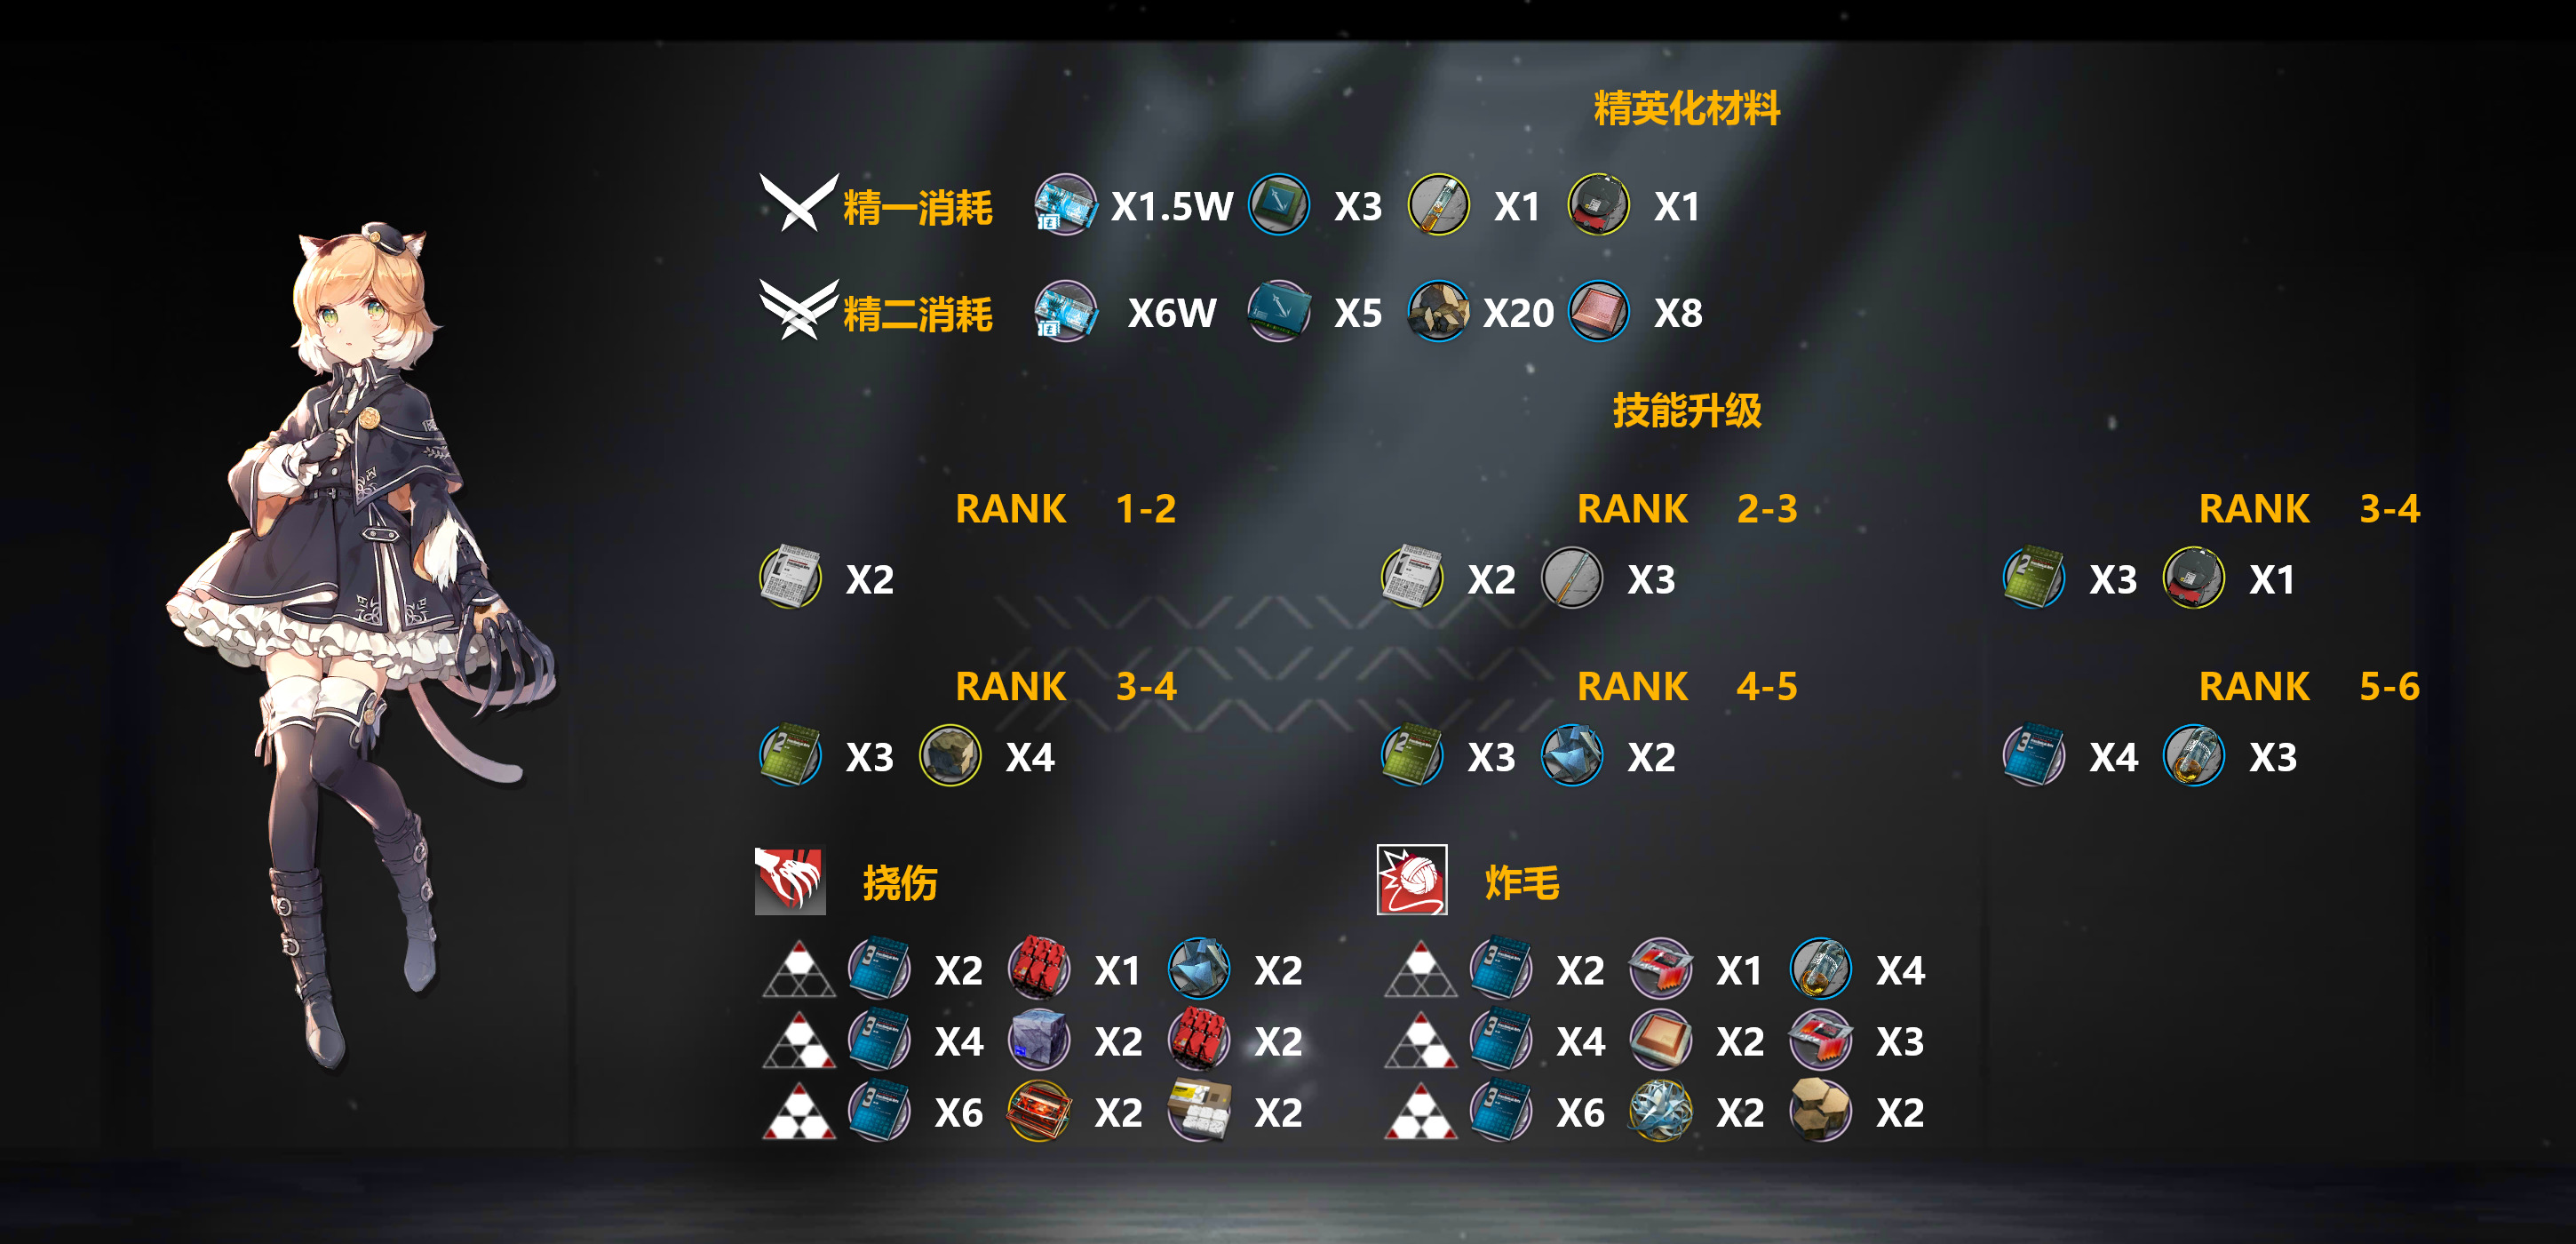 精英化材料
精一消耗 X1.5W X3 X1 X1
精二消耗 X6W X5 X20 X8
技能升级
RANK 1-2 RANK 2-3 RANK 3-4
X2 X2 X3 X3 X1
RANK 3-4 RANK 4-5 RANK 5-6
X3 X4 X3 X2 X4 X3
挠伤 炸毛
X2 X1 X2 X2 X1 X4
X4 X2 X2 X4 X2 X3
X6 X2 X2 X6 X2 X2